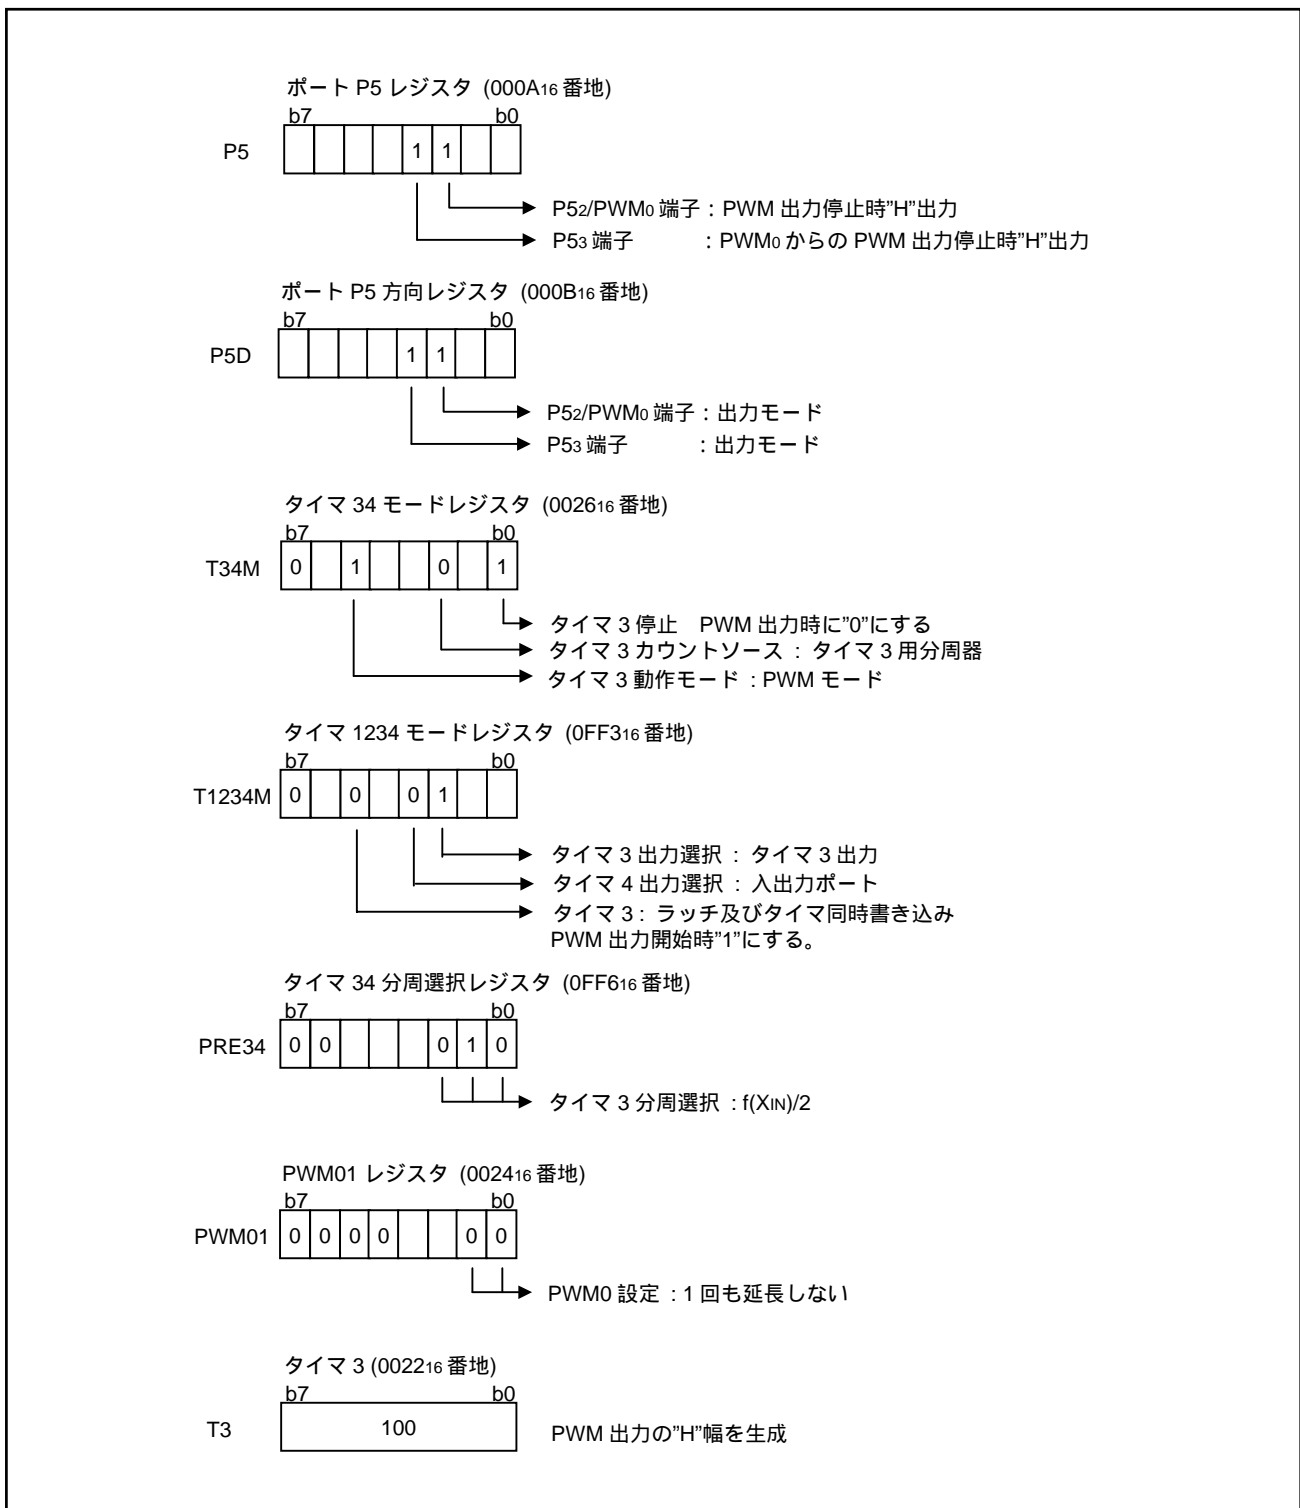 ポート P5 レジスタ (000A16 番地)
b7 b0
P5 1 1
P52/PWM0 端子 : PWM 出力停止時"H"出力
P53 端子 : PWM0 からの PWM 出力停止時"H"出力
ポート P5 方向レジスタ (000B16 番地)
b7 b0
P5D 1 1
P52/PWM0 端子 : 出力モード
P53 端子 : 出力モード
タイマ 34 モードレジスタ (002616 番地)
b7 b0
T34M 0 1 0 1
タイマ 3 停止 PWM 出力時に"0"にする
タイマ 3 カウントソース : タイマ 3 用分周器
タイマ 3 動作モード : PWM モード
タイマ 1234 モードレジスタ (0FF316 番地)
b7 b0
T1234M 0 0 0 1
タイマ 3 出力選択 : タイマ 3 出力
タイマ 4 出力選択 : 入出力ポート
タイマ 3 : ラッチ及びタイマ同時書き込み
PWM 出力開始時"1"にする。
タイマ 34 分周選択レジスタ (0FF616 番地)
b7 b0
PRE34 0 0 0 1 0
タイマ 3 分周選択 : f(XIN)/2
PWM01 レジスタ (002416 番地)
b7 b0
PWM01 0 0 0 0 0 0
PWM0 設定 : 1 回も延長しない
タイマ 3 (002216 番地)
b7 b0
T3 100 PWM 出力の"H"幅を生成